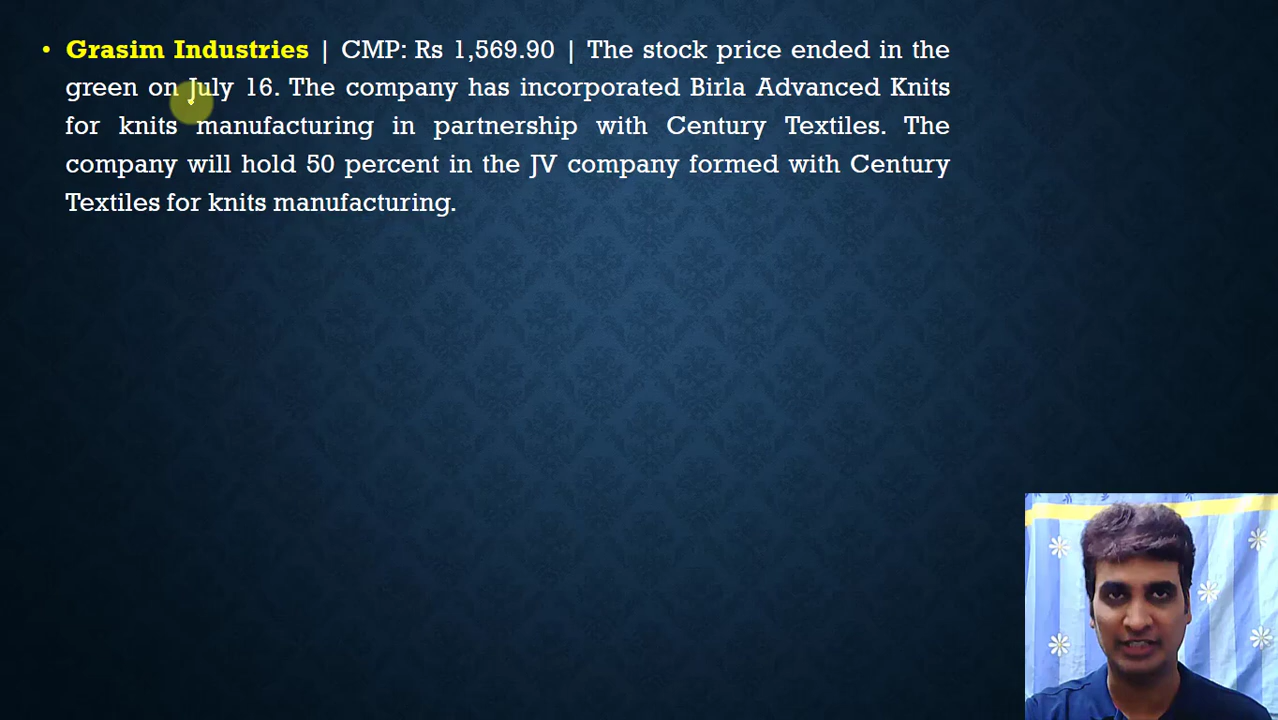 • Grasim Industries | CMP: Rs 1,569.90 | The stock price ended in the
green on July 16. The company has incorporated Birla Advanced Knits
for knits manufacturing in partnership with Century Textiles. The
company will hold 50 percent in the JV company formed with Century
Textiles for knits manufacturing.